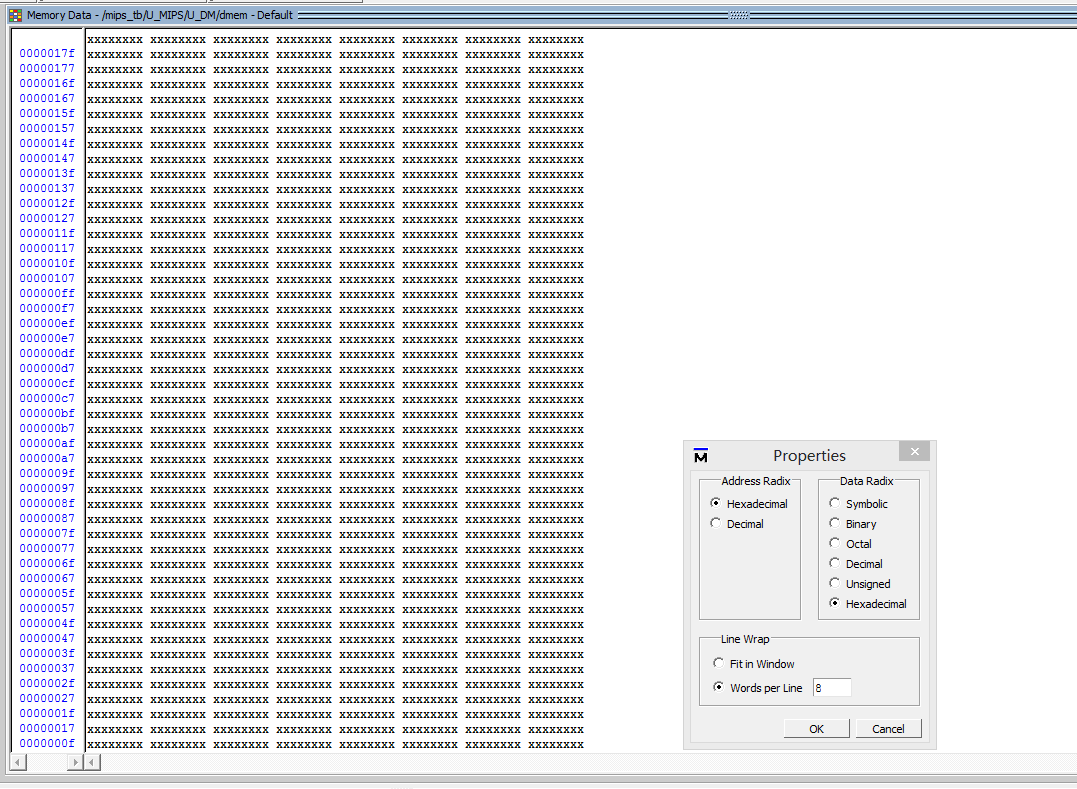 Memory Data - /mips_tb/U_MIPS/U_DM/dmem - Default
xxxxxxxx xxxxxxxx xxxxxxxx xxxxxxxx xxxxxxxx xxxxxxxx xxxxxxxx xxxxxxxx
0000017f xxxxxxxx xxxxxxxx xxxxxxxx xxxxxxxx xxxxxxxx xxxxxxxx xxxxxxxx xxxxxxxx
00000177 xxxxxxxx xxxxxxxx xxxxxxxx xxxxxxxx xxxxxxxx xxxxxxxx xxxxxxxx xxxxxxxx
0000016f xxxxxxxx xxxxxxxx xxxxxxxx xxxxxxxx xxxxxxxx xxxxxxxx xxxxxxxx xxxxxxxx
00000167 xxxxxxxx xxxxxxxx xxxxxxxx xxxxxxxx xxxxxxxx xxxxxxxx xxxxxxxx xxxxxxxx
0000015f xxxxxxxx xxxxxxxx xxxxxxxx xxxxxxxx xxxxxxxx xxxxxxxx xxxxxxxx xxxxxxxx
00000157 xxxxxxxx xxxxxxxx xxxxxxxx xxxxxxxx xxxxxxxx xxxxxxxx xxxxxxxx xxxxxxxx
0000014f xxxxxxxx xxxxxxxx xxxxxxxx xxxxxxxx xxxxxxxx xxxxxxxx xxxxxxxx xxxxxxxx
00000147 xxxxxxxx xxxxxxxx xxxxxxxx xxxxxxxx xxxxxxxx xxxxxxxx xxxxxxxx xxxxxxxx
0000013f xxxxxxxx xxxxxxxx xxxxxxxx xxxxxxxx xxxxxxxx xxxxxxxx xxxxxxxx xxxxxxxx
00000137 xxxxxxxx xxxxxxxx xxxxxxxx xxxxxxxx xxxxxxxx xxxxxxxx xxxxxxxx xxxxxxxx
0000012f xxxxxxxx xxxxxxxx xxxxxxxx xxxxxxxx xxxxxxxx xxxxxxxx xxxxxxxx xxxxxxxx
00000127 xxxxxxxx xxxxxxxx xxxxxxxx xxxxxxxx xxxxxxxx xxxxxxxx xxxxxxxx xxxxxxxx
0000011f xxxxxxxx xxxxxxxx xxxxxxxx xxxxxxxx xxxxxxxx xxxxxxxx xxxxxxxx xxxxxxxx
00000117 xxxxxxxx xxxxxxxx xxxxxxxx xxxxxxxx xxxxxxxx xxxxxxxx xxxxxxxx xxxxxxxx
0000010f xxxxxxxx xxxxxxxx xxxxxxxx xxxxxxxx xxxxxxxx xxxxxxxx xxxxxxxx xxxxxxxx
00000107 xxxxxxxx xxxxxxxx xxxxxxxx xxxxxxxx xxxxxxxx xxxxxxxx xxxxxxxx xxxxxxxx
000000ff xxxxxxxx xxxxxxxx xxxxxxxx xxxxxxxx xxxxxxxx xxxxxxxx xxxxxxxx xxxxxxxx
000000f7 xxxxxxxx xxxxxxxx xxxxxxxx xxxxxxxx xxxxxxxx xxxxxxxx xxxxxxxx xxxxxxxx
000000ef xxxxxxxx xxxxxxxx xxxxxxxx xxxxxxxx xxxxxxxx xxxxxxxx xxxxxxxx xxxxxxxx
000000e7 xxxxxxxx xxxxxxxx xxxxxxxx xxxxxxxx xxxxxxxx xxxxxxxx xxxxxxxx xxxxxxxx
000000df xxxxxxxx xxxxxxxx xxxxxxxx xxxxxxxx xxxxxxxx xxxxxxxx xxxxxxxx xxxxxxxx
000000d7 xxxxxxxx xxxxxxxx xxxxxxxx xxxxxxxx xxxxxxxx xxxxxxxx xxxxxxxx xxxxxxxx
000000cf xxxxxxxx xxxxxxxx xxxxxxxx xxxxxxxx xxxxxxxx xxxxxxxx xxxxxxxx xxxxxxxx
000000c7 xxxxxxxx xxxxxxxx xxxxxxxx xxxxxxxx xxxxxxxx xxxxxxxx xxxxxxxx xxxxxxxx
000000bf xxxxxxxx xxxxxxxx xxxxxxxx xxxxxxxx xxxxxxxx xxxxxxxx xxxxxxxx xxxxxxxx
000000b7 xxxxxxxx xxxxxxxx xxxxxxxx xxxxxxxx xxxxxxxx xxxxxxxx xxxxxxxx xxxxxxxx
000000af xxxxxxxx xxxxxxxx xxxxxxxx xxxxxxxx xxxxxxxx xxxxxxxx xxxxxxxx xxxxxxxx
000000a7 xxxxxxxx xxxxxxxx xxxxxxxx xxxxxxxx xxxxxxxx xxxxxxxx xxxxxxxx xxxxxxxx
0000009f xxxxxxxx xxxxxxxx xxxxxxxx xxxxxxxx xxxxxxxx xxxxxxxx xxxxxxxx xxxxxxxx
00000097 xxxxxxxx xxxxxxxx xxxxxxxx xxxxxxxx xxxxxxxx xxxxxxxx xxxxxxxx xxxxxxxx
0000008f xxxxxxxx xxxxxxxx xxxxxxxx xxxxxxxx xxxxxxxx xxxxxxxx xxxxxxxx xxxxxxxx
00000087 xxxxxxxx xxxxxxxx xxxxxxxx xxxxxxxx xxxxxxxx xxxxxxxx xxxxxxxx xxxxxxxx
0000007f xxxxxxxx xxxxxxxx xxxxxxxx xxxxxxxx xxxxxxxx xxxxxxxx xxxxxxxx xxxxxxxx
00000077 xxxxxxxx xxxxxxxx xxxxxxxx xxxxxxxx xxxxxxxx xxxxxxxx xxxxxxxx xxxxxxxx
0000006f xxxxxxxx xxxxxxxx xxxxxxxx xxxxxxxx xxxxxxxx xxxxxxxx xxxxxxxx xxxxxxxx
00000067 xxxxxxxx xxxxxxxx xxxxxxxx xxxxxxxx xxxxxxxx xxxxxxxx xxxxxxxx xxxxxxxx
0000005f xxxxxxxx xxxxxxxx xxxxxxxx xxxxxxxx xxxxxxxx xxxxxxxx xxxxxxxx xxxxxxxx
00000057 xxxxxxxx xxxxxxxx xxxxxxxx xxxxxxxx xxxxxxxx xxxxxxxx xxxxxxxx xxxxxxxx
0000004f xxxxxxxx xxxxxxxx xxxxxxxx xxxxxxxx xxxxxxxx xxxxxxxx xxxxxxxx xxxxxxxx
00000047 xxxxxxxx xxxxxxxx xxxxxxxx xxxxxxxx xxxxxxxx xxxxxxxx xxxxxxxx xxxxxxxx
0000003f xxxxxxxx xxxxxxxx xxxxxxxx xxxxxxxx xxxxxxxx xxxxxxxx xxxxxxxx xxxxxxxx
00000037 xxxxxxxx xxxxxxxx xxxxxxxx xxxxxxxx xxxxxxxx xxxxxxxx xxxxxxxx xxxxxxxx
0000002f xxxxxxxx xxxxxxxx xxxxxxxx xxxxxxxx xxxxxxxx xxxxxxxx xxxxxxxx xxxxxxxx
00000027 xxxxxxxx xxxxxxxx xxxxxxxx xxxxxxxx xxxxxxxx xxxxxxxx xxxxxxxx xxxxxxxx
0000001f xxxxxxxx xxxxxxxx xxxxxxxx xxxxxxxx xxxxxxxx xxxxxxxx xxxxxxxx xxxxxxxx
00000017 xxxxxxxx xxxxxxxx xxxxxxxx xxxxxxxx xxxxxxxx xxxxxxxx xxxxxxxx xxxxxxxx
0000000f xxxxxxxx xxxxxxxx xxxxxxxx xxxxxxxx xxxxxxxx xxxxxxxx xxxxxxxx xxxxxxxx
Properties
Address Radix
Hexadecimal
Decimal
Data Radix
Symbolic
Binary
Octal
Decimal
Unsigned
Hexadecimal
Line Wrap
Fit in Window
Words per Line 8
OK Cancel